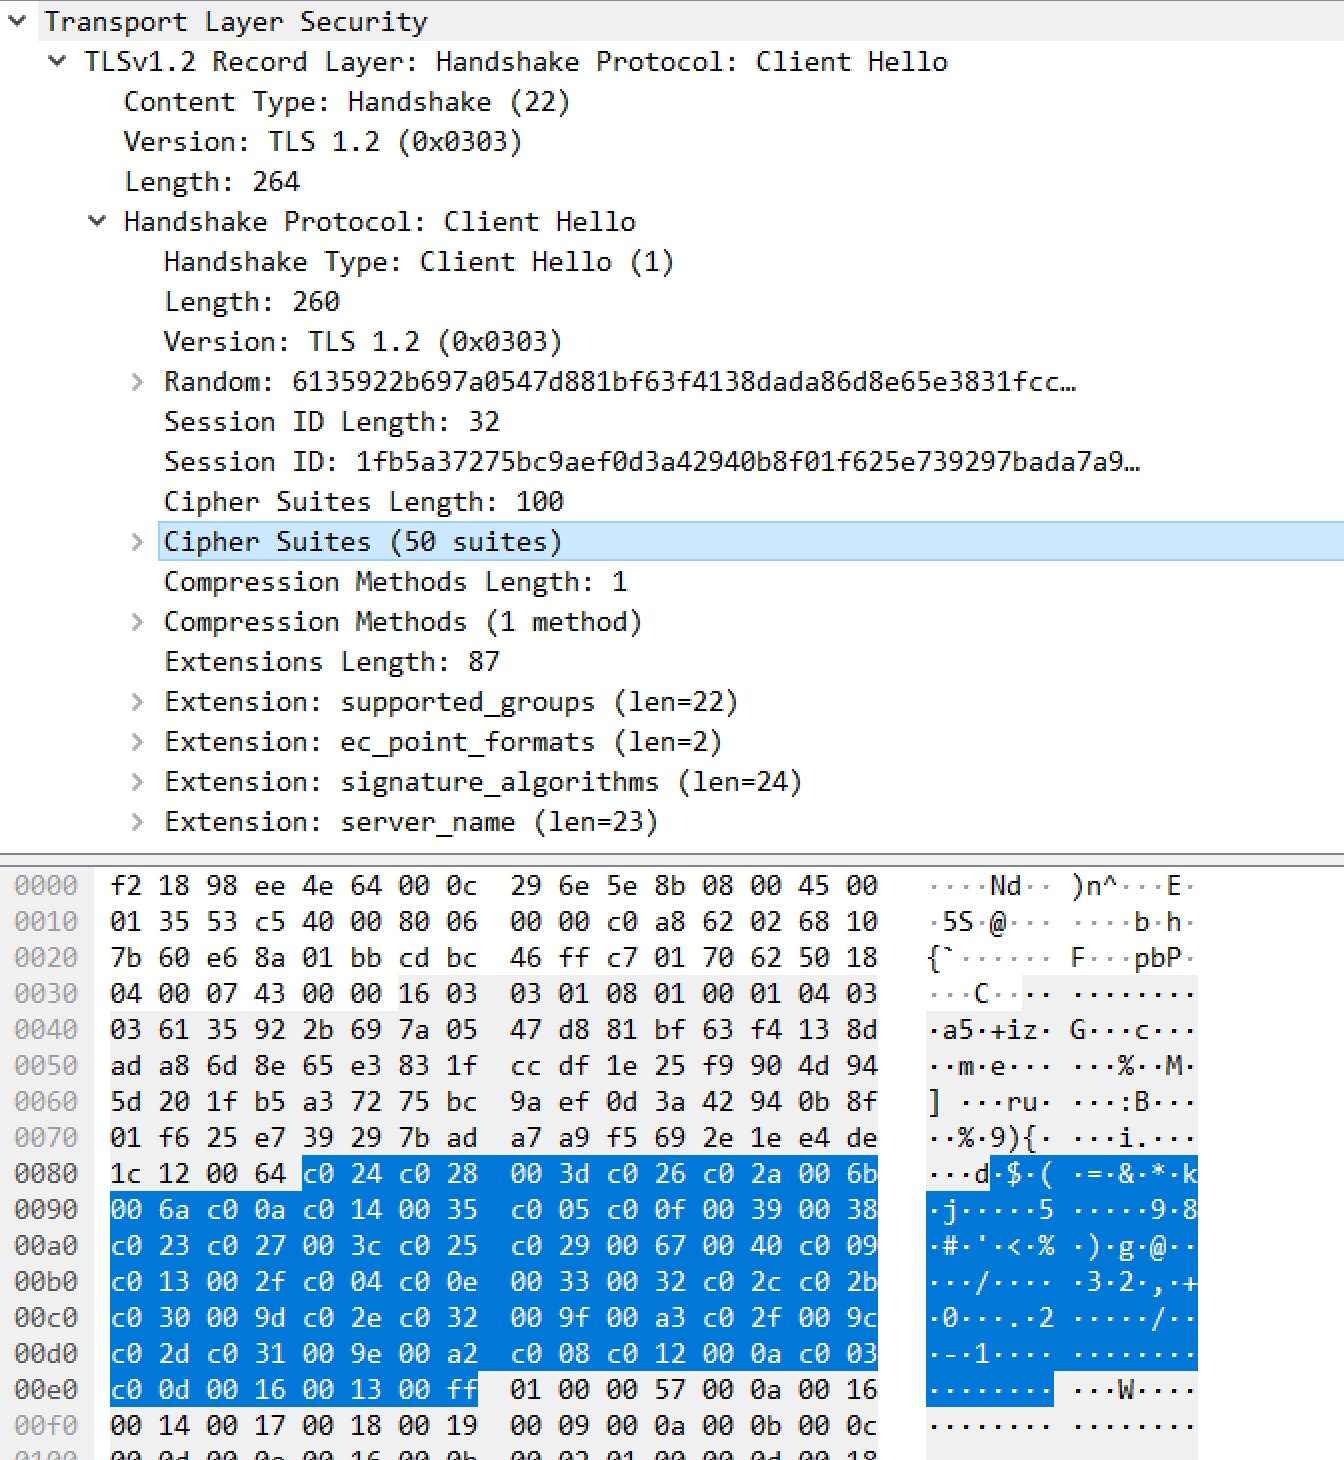 Transport Layer Security
TLSv1.2 Record Layer: Handshake Protocol: Client Hello
Content Type: Handshake (22)
Version: TLS 1.2 (0x0303)
Length: 264
Handshake Protocol: Client Hello
Handshake Type: Client Hello (1)
Length: 260
Version: TLS 1.2 (0x0303)
Random: 6135922b697a0547d881bf63f4138dada86d8e65e3831fcc…
Session ID Length: 32
Session ID: 1fb5a37275bc9aef0d3a42940b8f01f625e739297bada7a9…
Cipher Suites Length: 100
Cipher Suites (50 suites)
Compression Methods Length: 1
Compression Methods (1 method)
Extensions Length: 87
Extension: supported_groups (len=22)
Extension: ec_point_formats (len=2)
Extension: signature_algorithms (len=24)
Extension: server_name (len=23)
0000 f2 18 98 ee 4e 64 00 0c 29 6e 5e 8b 08 00 45 00 ····Nd·· )n^···E·
0010 01 35 53 c5 40 00 80 06 00 00 c0 a8 62 02 68 10 ·5S·@··· ····b·h·
0020 7b 60 e6 8a 01 bb cd bc 46 ff c7 01 70 62 50 18 {`······ F···pbP·
0030 04 00 07 43 00 00 16 03 03 01 08 01 00 01 04 03 ···C···· ········
0040 03 61 35 92 2b 69 7a 05 47 d8 81 bf 63 f4 13 8d ·a5·+iz· G···c···
0050 ad a8 6d 8e 65 e3 83 1f cc df 1e 25 f9 90 4d 94 ··m·e··· ···%··M·
0060 5d 20 1f b5 a3 72 75 bc 9a ef 0d 3a 42 94 0b 8f ] ···ru· ···:B···
0070 01 f6 25 e7 39 29 7b ad a7 a9 f5 69 2e 1e e4 de ··%·9){· ···i.···
0080 1c 12 00 64 c0 24 c0 28 00 3d c0 26 c0 2a 00 6b ···d·$·( ·=·&·*·k
0090 00 6a c0 0a c0 14 00 35 c0 05 c0 0f 00 39 00 38 ·j·····5 ·····9·8
00a0 c0 23 c0 27 00 3c c0 25 c0 29 00 67 00 40 c0 09 ·#·'·<·% ·)·g·@··
00b0 c0 13 00 2f c0 04 c0 0e 00 33 00 32 c0 2c c0 2b ···/···· ·3·2·,·+
00c0 c0 30 00 9d c0 2e c0 32 00 9f 00 a3 c0 2f 00 9c ·0···.·2 ·····/··
00d0 c0 2d c0 31 00 9e 00 a2 c0 08 c0 12 00 0a c0 03 ·-·1···· ········
00e0 c0 0d 00 16 00 13 00 ff 01 00 00 57 00 0a 00 16 ········ ···W····
00f0 00 14 00 17 00 18 00 19 00 09 00 0a 00 0b 00 0c ········ ········